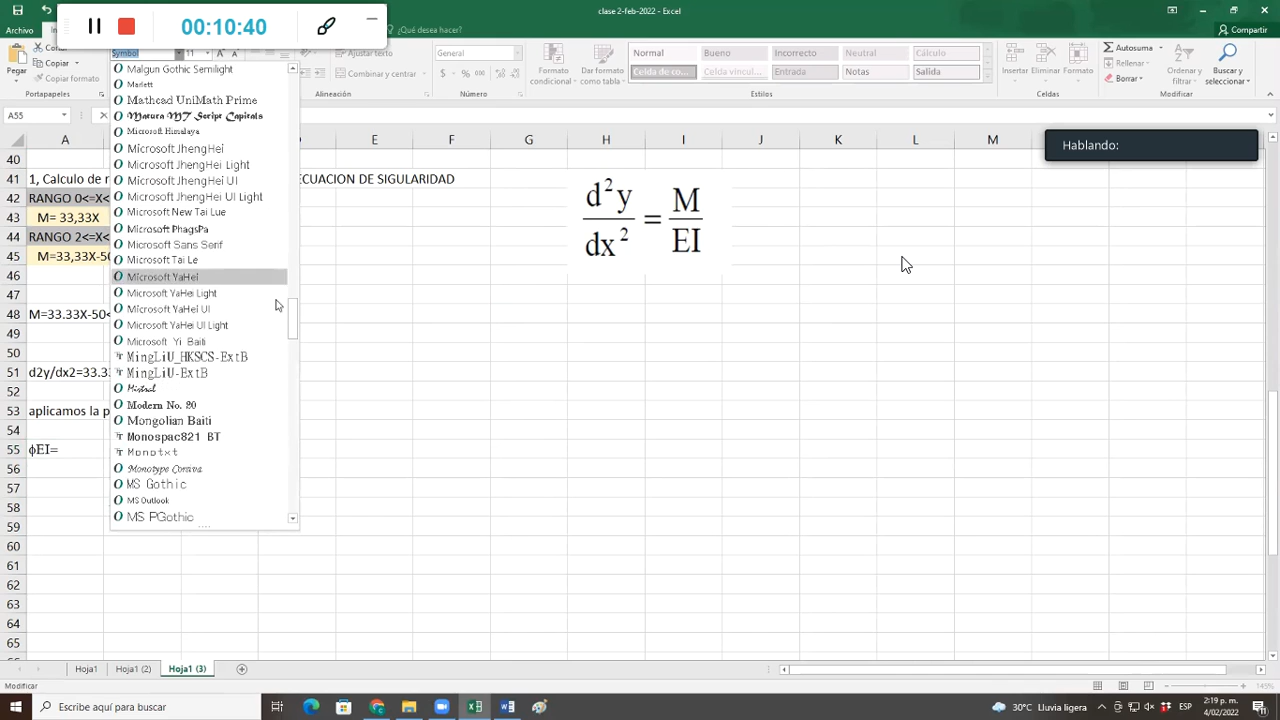 clase 2-feb-2022 - Excel
00:10:40
¿Qué desea hacer?
Compartir
Pegar
Copiar
Copiar formato
Portapapeles
Symbol
11
A A
Ajustar texto
Combinar y centrar
Alineación
General
$ % 000
Número
Formato condicional
Dar formato como tabla
Normal
Bueno
Incorrecto
Neutral
Cálculo
Celda de co...
Celda vincul...
Entrada
Notas
Salida
Estilos
Insertar
Eliminar
Formato
Celdas
Autosuma
Borrar
Ordenar y filtrar
Buscar y seleccionar
Modificar
A55
A E F G H I J K L M
Hablando:
40
41 1, Calculo de ECUACION DE SIGULARIDAD
42 RANGO 0<=X<
43 M= 33,33X
44 RANGO 2<=X<
45 M=33,33X-50
46
47
48 M=33.33X-50<
49
50
51 d2y/dx2=33.33
52
53 aplicamos la p
54
55 ϕEI=
56
57
58
59
60
61
62
63
64
65
d²y M
— = —
dx² EI
Malgun Gothic Semilight
Marlett
Mathcad UniMath Prime
Matura MT Script Capitals
Microsoft Himalaya
Microsoft JhengHei
Microsoft JhengHei Light
Microsoft JhengHei UI
Microsoft JhengHei UI Light
Microsoft New Tai Lue
Microsoft PhagsPa
Microsoft Sans Serif
Microsoft Tai Le
Microsoft YaHei
Microsoft YaHei Light
Microsoft YaHei UI
Microsoft YaHei UI Light
Microsoft Yi Baiti
MingLiU_HKSCS-ExtB
MingLiU-ExtB
Mistral
Modern No. 20
Mongolian Baiti
Monospac821 BT
Monotxt
Monotype Corsiva
MS Gothic
MS Outlook
MS PGothic
Hoja1 Hoja1 (2) Hoja1 (3)
Modificar
145%
Escribe aquí para buscar
30°C Lluvia ligera
ESP
2:19 p. m.
4/02/2022